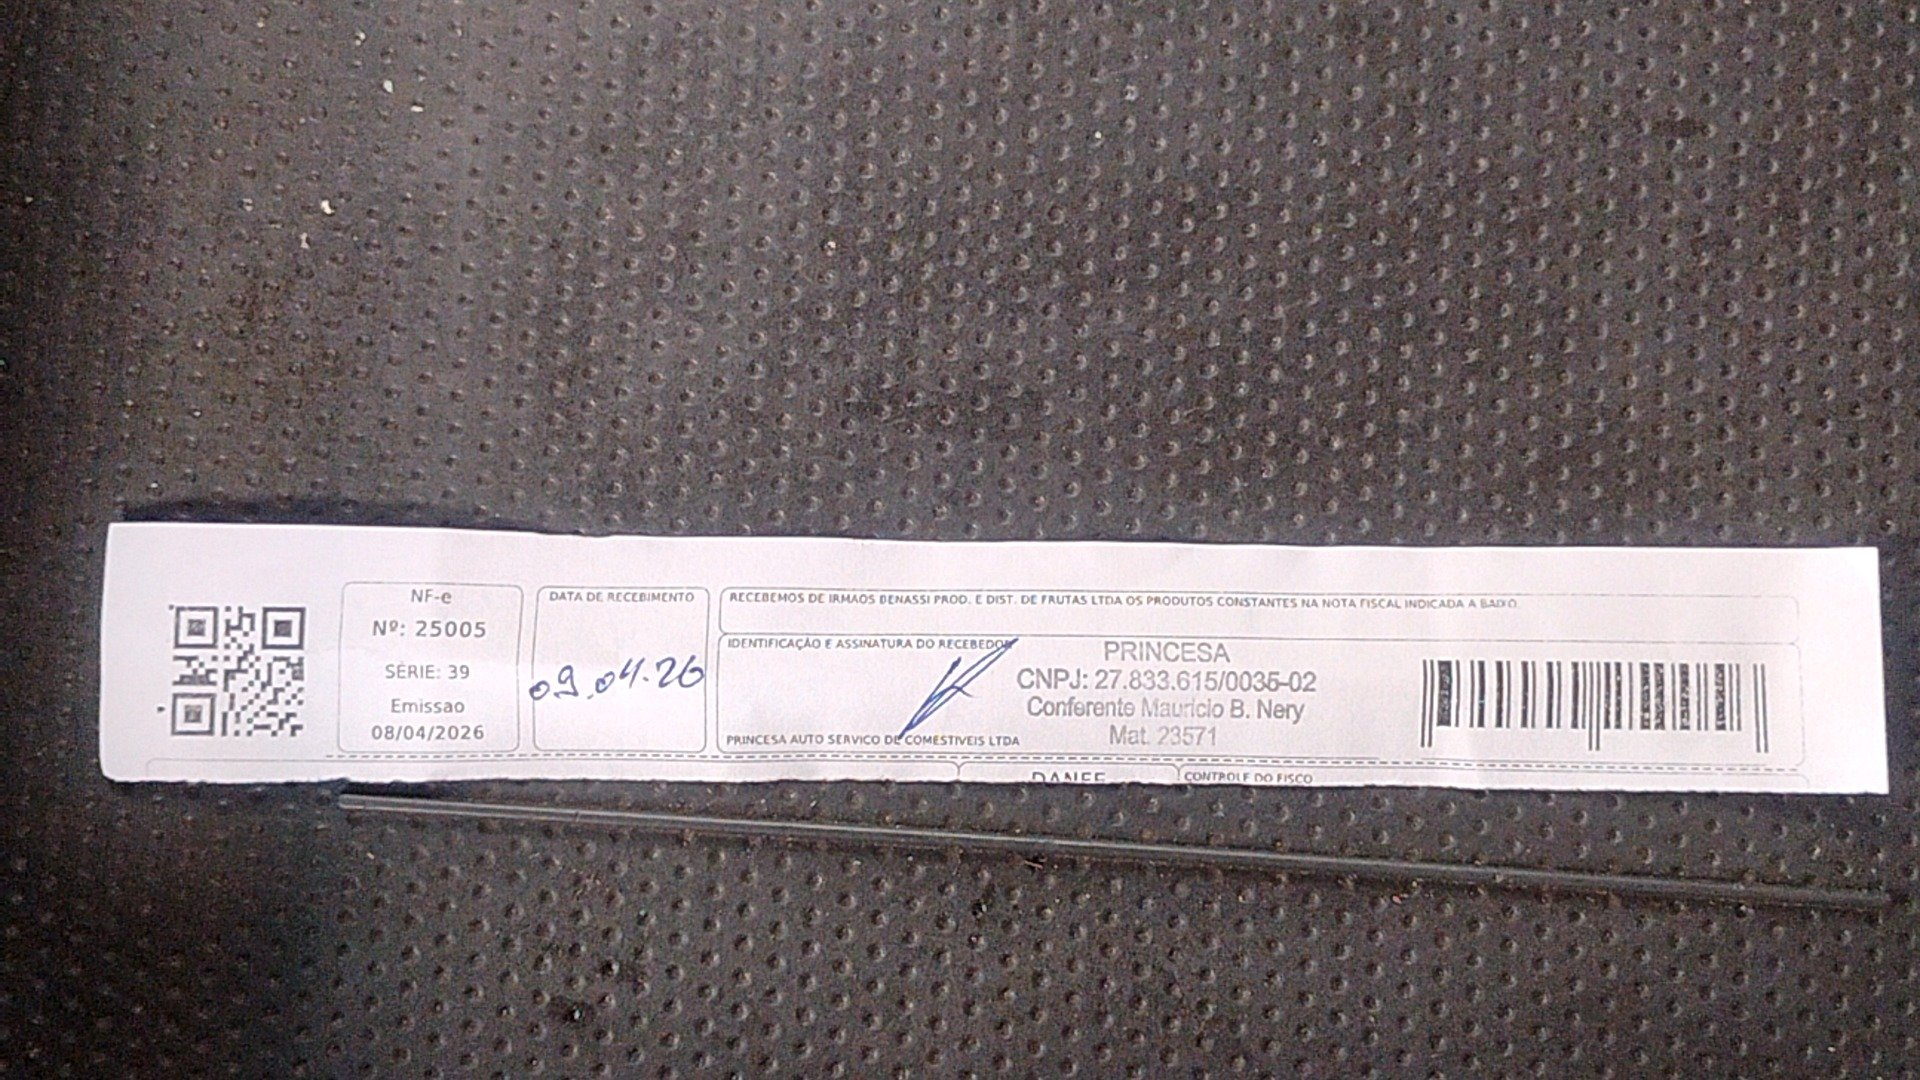 NF-e
Nº: 25005
SÉRIE: 39
Emissao
08/04/2026
DATA DE RECEBIMENTO
09.04.26
RECEBEMOS DE IRMAOS BENASSI PROD. E DIST. DE FRUTAS LTDA OS PRODUTOS CONSTANTES NA NOTA FISCAL INDICADA A BAIXO.
IDENTIFICAÇÃO E ASSINATURA DO RECEBEDOR
PRINCESA
CNPJ: 27.833.615/0035-02
Conferente Mauricio B. Nery
Mat. 23571
PRINCESA AUTO SERVICO DE COMESTIVEIS LTDA
DANFE
CONTROLE DO FISCO